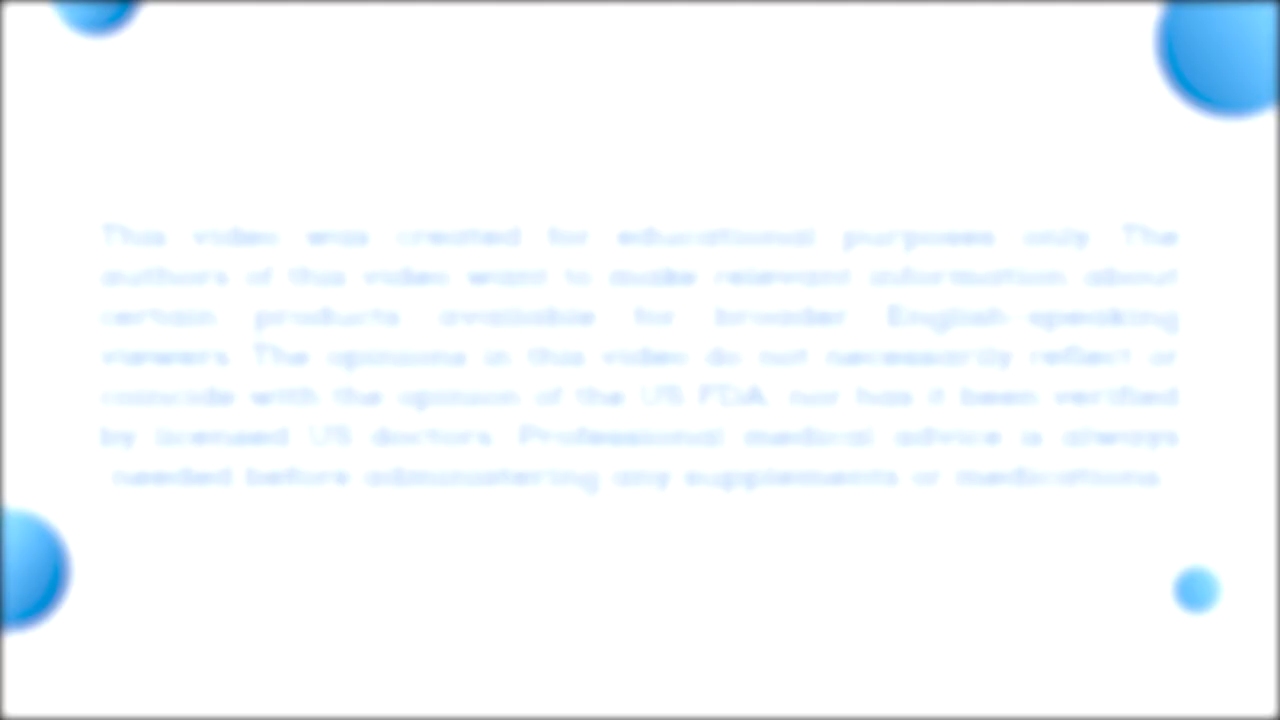 This video was created for educational purposes only. The
authors of this video want to make relevant information about
certain products available for broader English-speaking
viewers. The opinions in this video do not necessarily reflect or
coincide with the opinion of the US FDA, nor has it been verified
by licensed US doctors. Professional medical advice is always
needed before administering any supplements or medications.